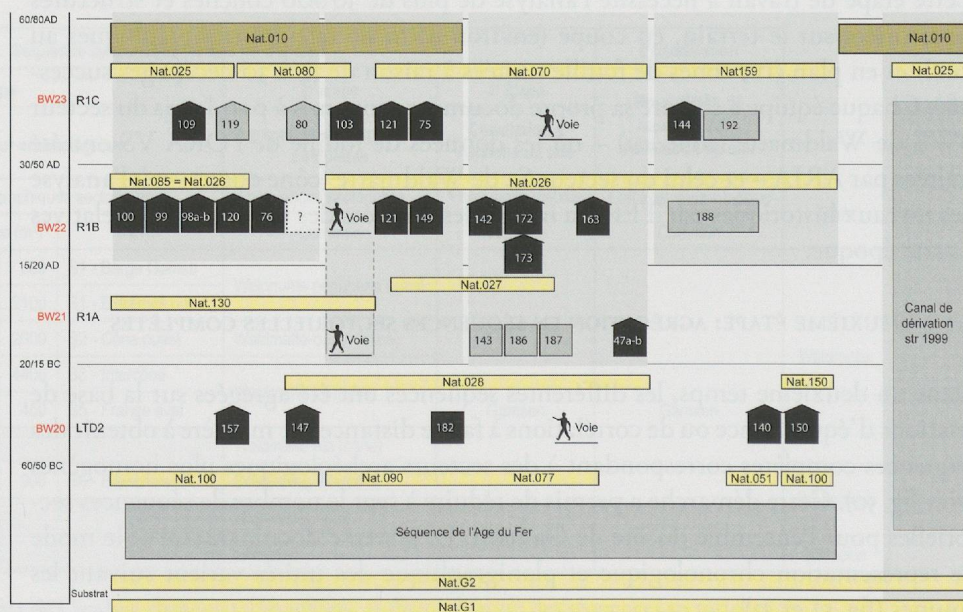 60/80AD
Nat.010
Nat.010
Nat.025
Nat.080
Nat.070
Nat159
Nat.025
BW23
R1C
109
119
80
103
121
75
Voie
144
192
30/50 AD
Nat.085 = Nat.026
Nat.026
BW22
R1B
100
99
98a-b
120
76
?
Voie
121
149
142
172
163
188
173
15/20 AD
Nat.027
Nat.130
BW21
R1A
Voie
143
186
187
47a-b
Canal de
dérivation
str 1999
20/15 BC
Nat.028
Nat.150
BW20
LTD2
157
147
182
Voie
140
150
60/50 BC
Nat.100
Nat.090
Nat.077
Nat.051
Nat.100
Séquence de l'Age du Fer
Nat.G2
Substrat
Nat.G1